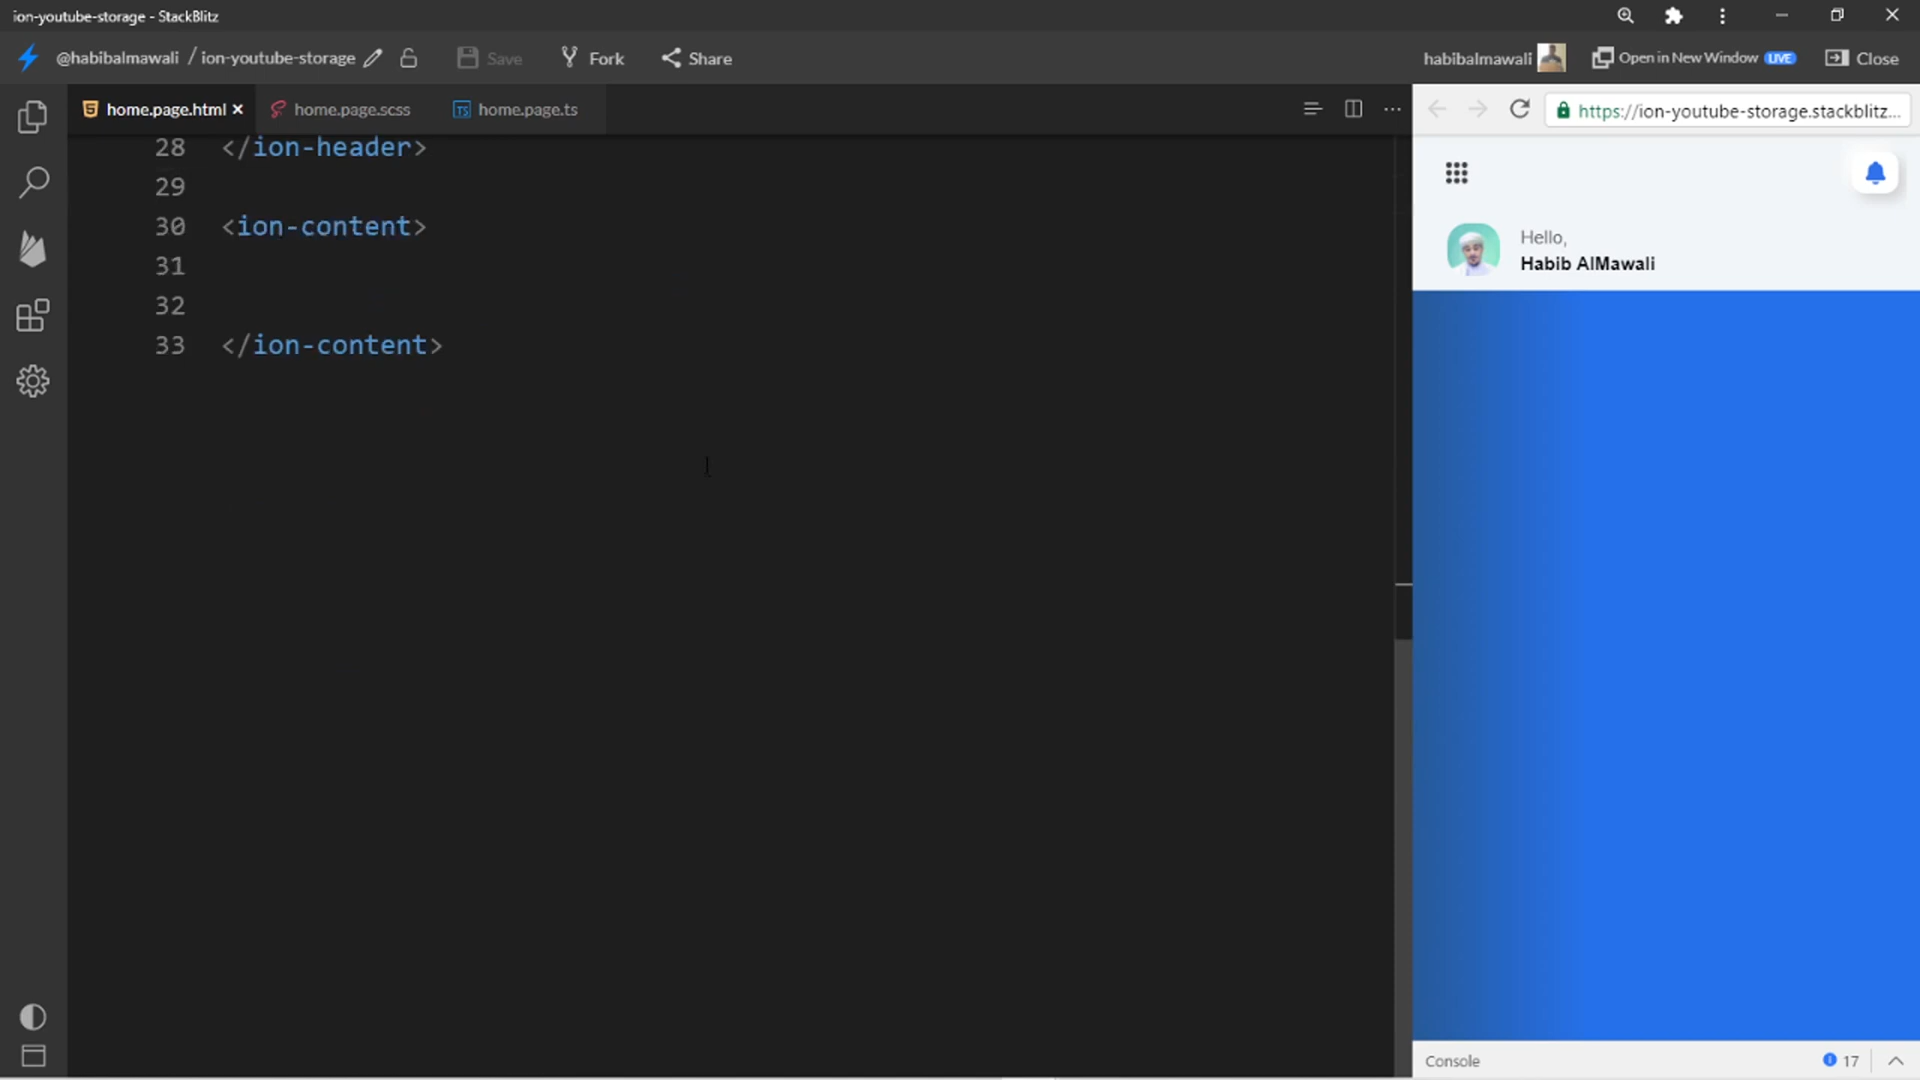 ion-youtube-storage - StackBlitz
@habibalmawali / ion-youtube-storage Save Fork Share habibalmawali Open in New Window LIVE Close
home.page.html home.page.scss TS home.page.ts https://ion-youtube-storage.stackblitz...
28 </ion-header>
29
30 <ion-content>
31
32
33 </ion-content>
Hello,
Habib AlMawali
Console 17